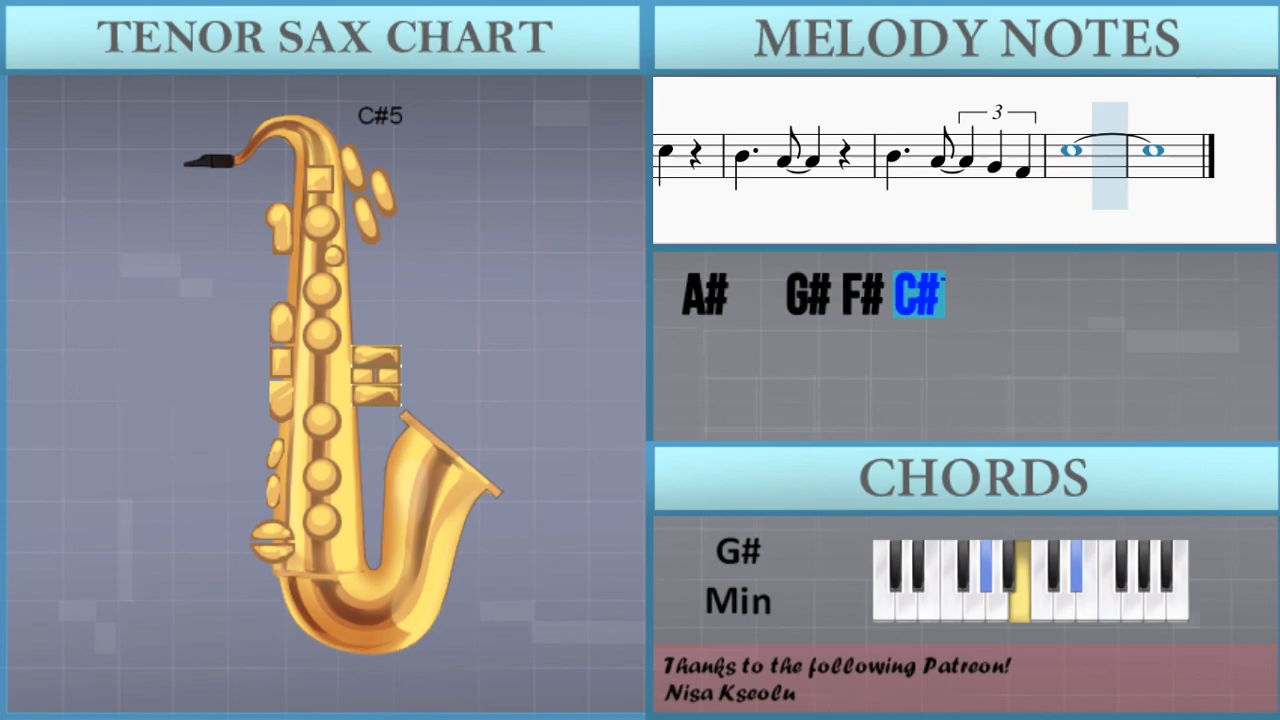 TENOR SAX CHART
C#5
MELODY NOTES
3
A# G# F# C#-
CHORDS
G#
Min
Thanks to the following Patreon!
Nisa Kseolu